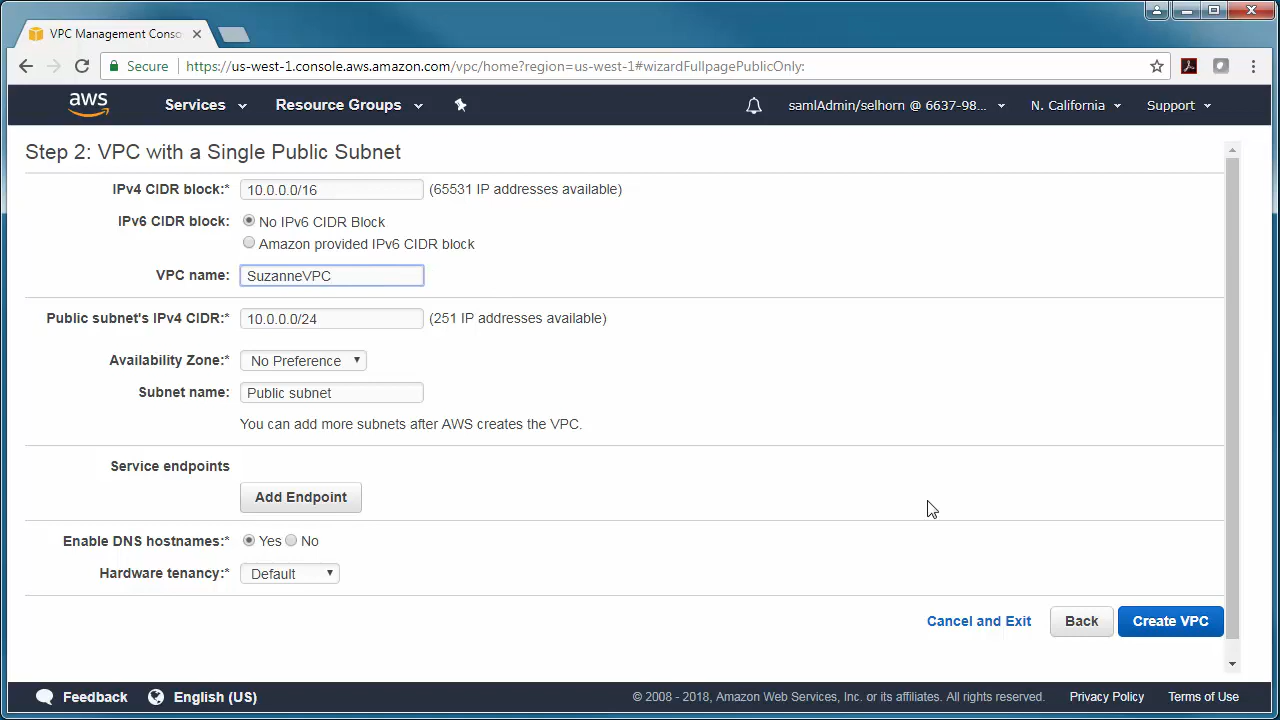 VPC Management Conso
Secure https://us-west-1.console.aws.amazon.com/vpc/home?region=us-west-1#wizardFullpagePublicOnly:
aws Services Resource Groups samlAdmin/selhorn @ 6637-98... N. California Support
Step 2: VPC with a Single Public Subnet
IPv4 CIDR block:* 10.0.0.0/16 (65531 IP addresses available)
IPv6 CIDR block: No IPv6 CIDR Block
Amazon provided IPv6 CIDR block
VPC name: SuzanneVPC
Public subnet's IPv4 CIDR:* 10.0.0.0/24 (251 IP addresses available)
Availability Zone:* No Preference
Subnet name: Public subnet
You can add more subnets after AWS creates the VPC.
Service endpoints
Add Endpoint
Enable DNS hostnames:* Yes No
Hardware tenancy:* Default
Cancel and Exit Back Create VPC
Feedback English (US) © 2008 - 2018, Amazon Web Services, Inc. or its affiliates. All rights reserved. Privacy Policy Terms of Use